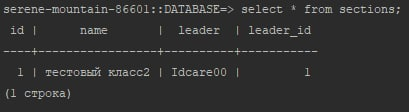 serene-mountain-86601::DATABASE=> select * from sections;
 id |      name       |  leader  | leader_id
----+-----------------+----------+-----------
  1 | тестовый класс2 | Idcare00 |         1
(1 строка)